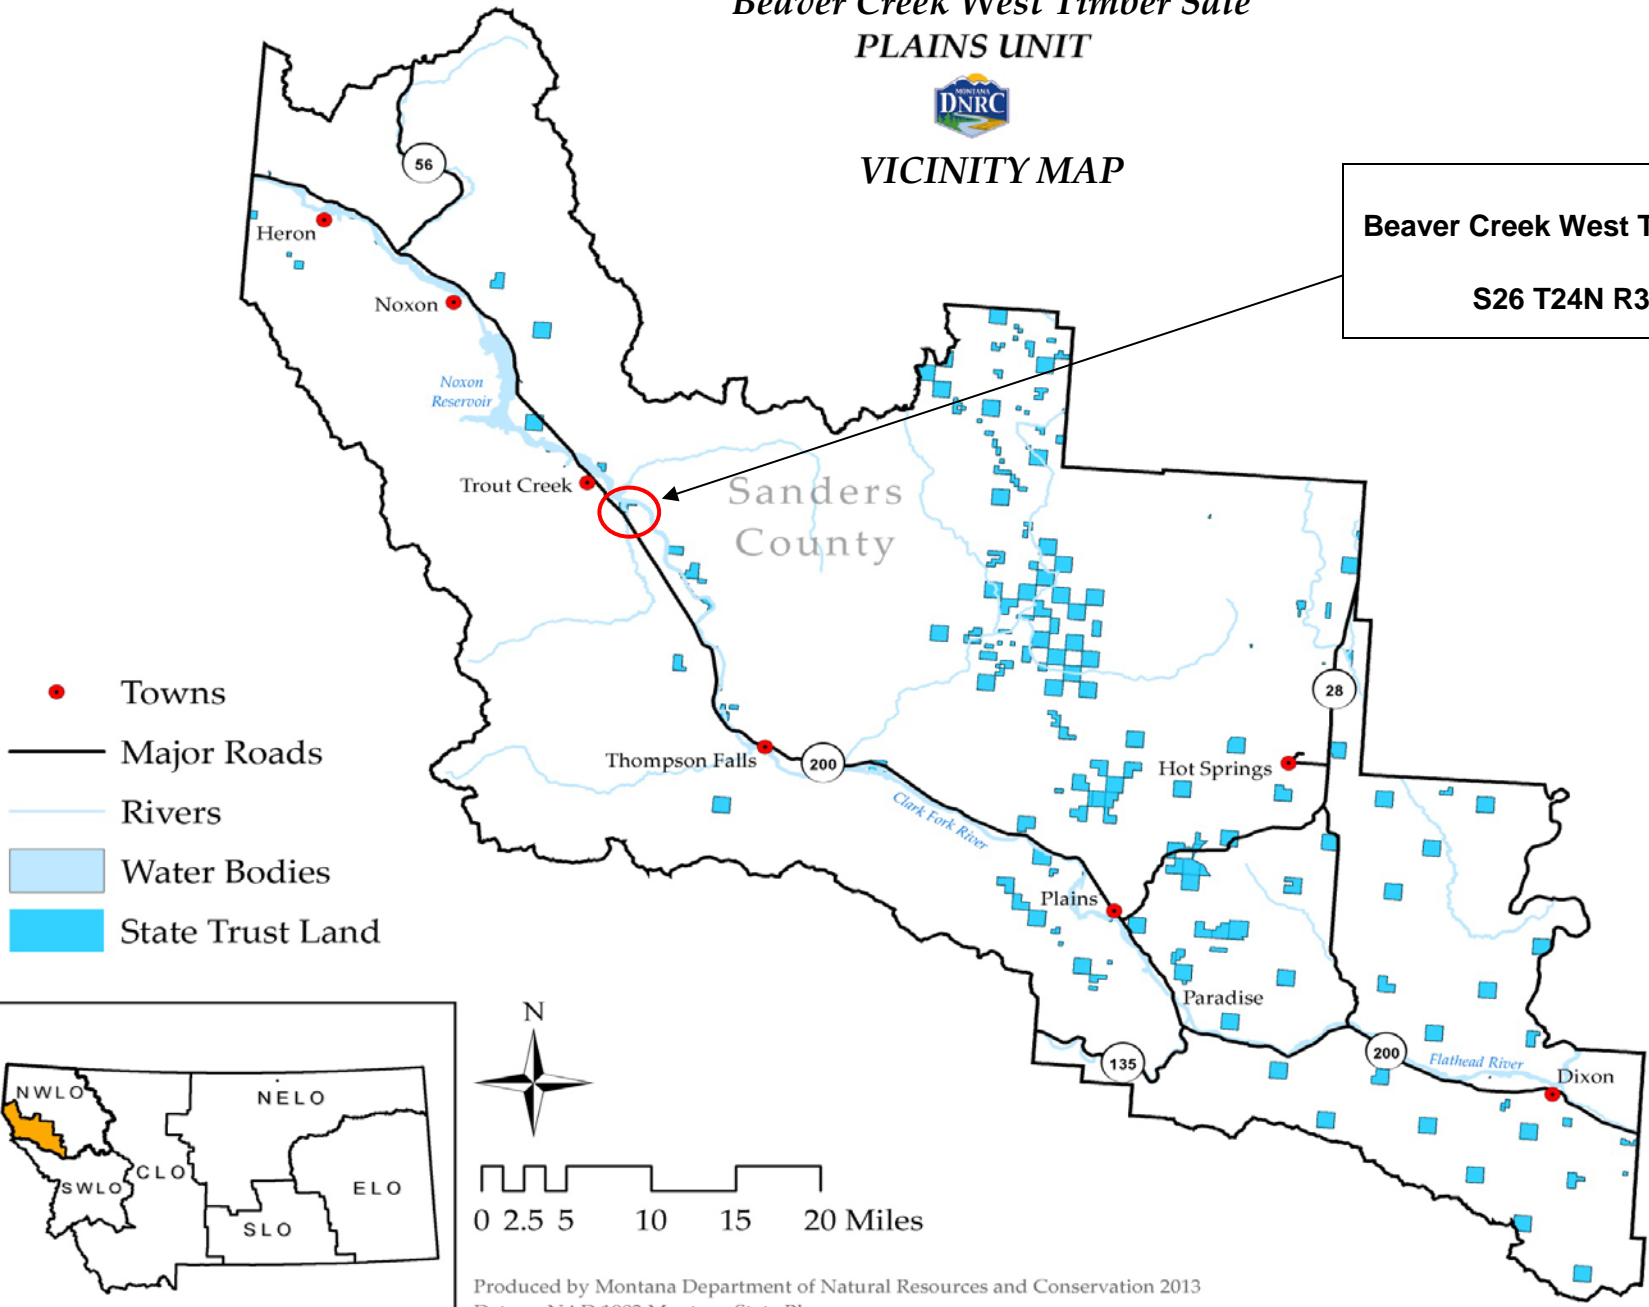 Beaver Creek West Timber Sale
PLAINS UNIT
MONTANA
DNRC
VICINITY MAP
Beaver Creek West T
S26 T24N R3
56
Heron
Noxon
Noxon
Reservoir
Trout Creek
Sanders
County
28
Thompson Falls
200
Hot Springs
Clark Fork River
Plains
Paradise
135
200
Flathead River
Dixon
Towns
Major Roads
Rivers
Water Bodies
State Trust Land
NWLO
NELO
CLO
SWLO
ELO
SLO
N
0 2.5 5 10 15 20 Miles
Produced by Montana Department of Natural Resources and Conservation 2013